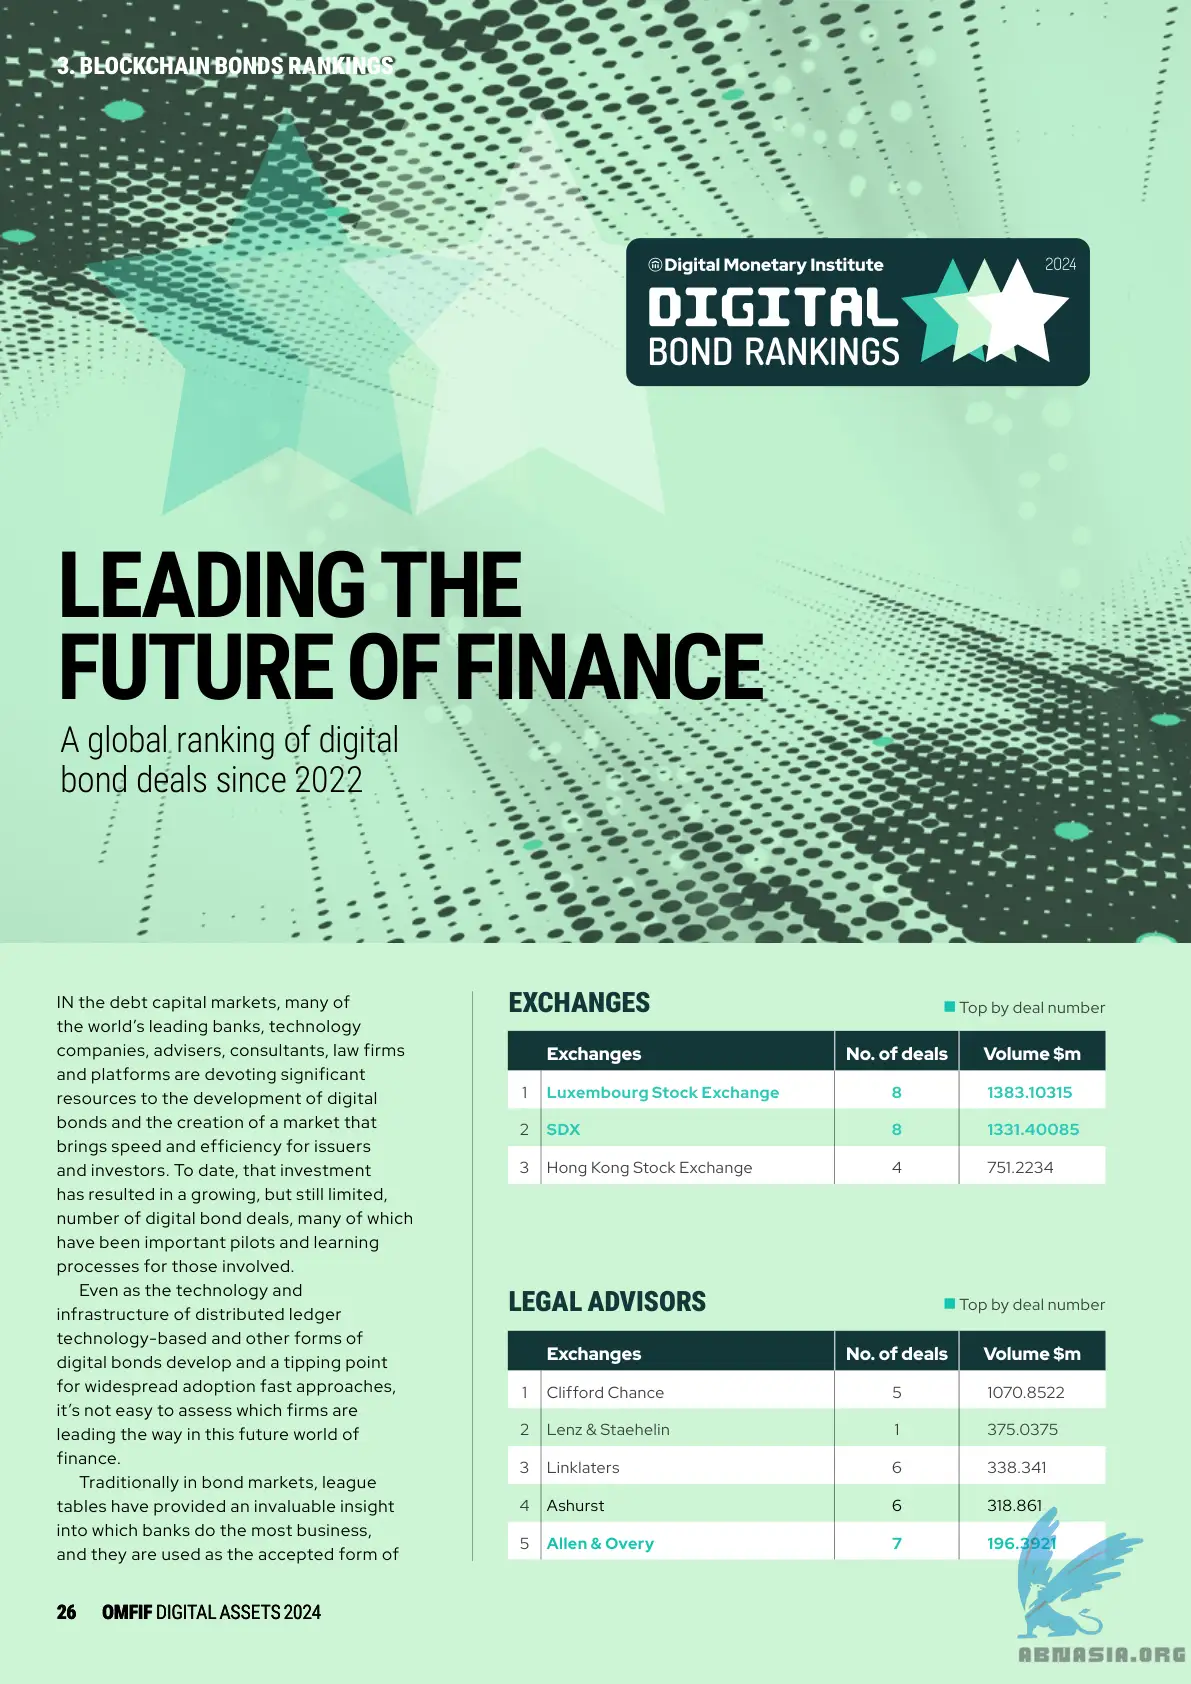 3. BLOCKCHAIN BONDS RANKINGS
Digital Monetary Institute
2024
DIGITAL
BOND RANKINGS
LEADING THE
FUTURE OF FINANCE
A global ranking of digital
bond deals since 2022
IN the debt capital markets, many of
the world’s leading banks, technology
companies, advisers, consultants, law firms
and platforms are devoting significant
resources to the development of digital
bonds and the creation of a market that
brings speed and efficiency for issuers
and investors. To date, that investment
has resulted in a growing, but still limited,
number of digital bond deals, many of which
have been important pilots and learning
processes for those involved.
Even as the technology and
infrastructure of distributed ledger
technology-based and other forms of
digital bonds develop and a tipping point
for widespread adoption fast approaches,
it’s not easy to assess which firms are
leading the way in this future world of
finance.
Traditionally in bond markets, league
tables have provided an invaluable insight
into which banks do the most business,
and they are used as the accepted form of
EXCHANGES
Top by deal number
Exchanges No. of deals Volume $m
1 Luxembourg Stock Exchange 8 1383.10315
2 SDX 8 1331.40085
3 Hong Kong Stock Exchange 4 751.2234
LEGAL ADVISORS
Top by deal number
Exchanges No. of deals Volume $m
1 Clifford Chance 5 1070.8522
2 Lenz & Staehelin 1 375.0375
3 Linklaters 6 338.341
4 Ashurst 6 318.861
5 Allen & Overy 7 196.3921
26 OMFIF DIGITAL ASSETS 2024
ABNASIA.ORG